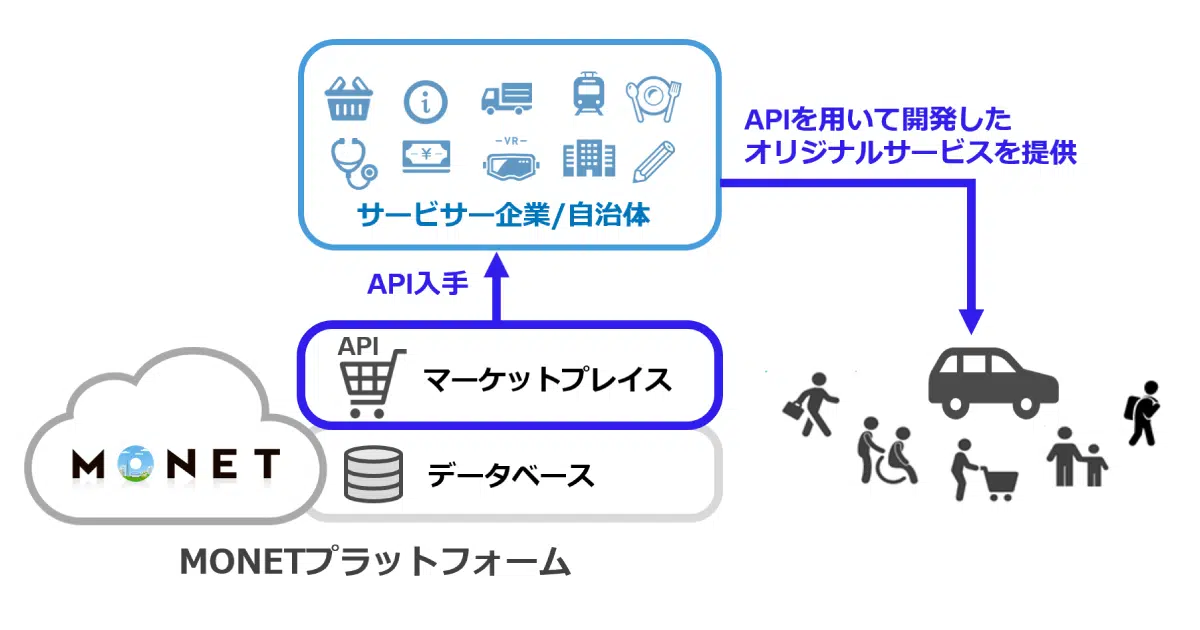 -VR-
¥
サービサー企業/自治体
APIを用いて開発した
オリジナルサービスを提供
API入手
API
マーケットプレイス
MONET
データベース
MONETプラットフォーム